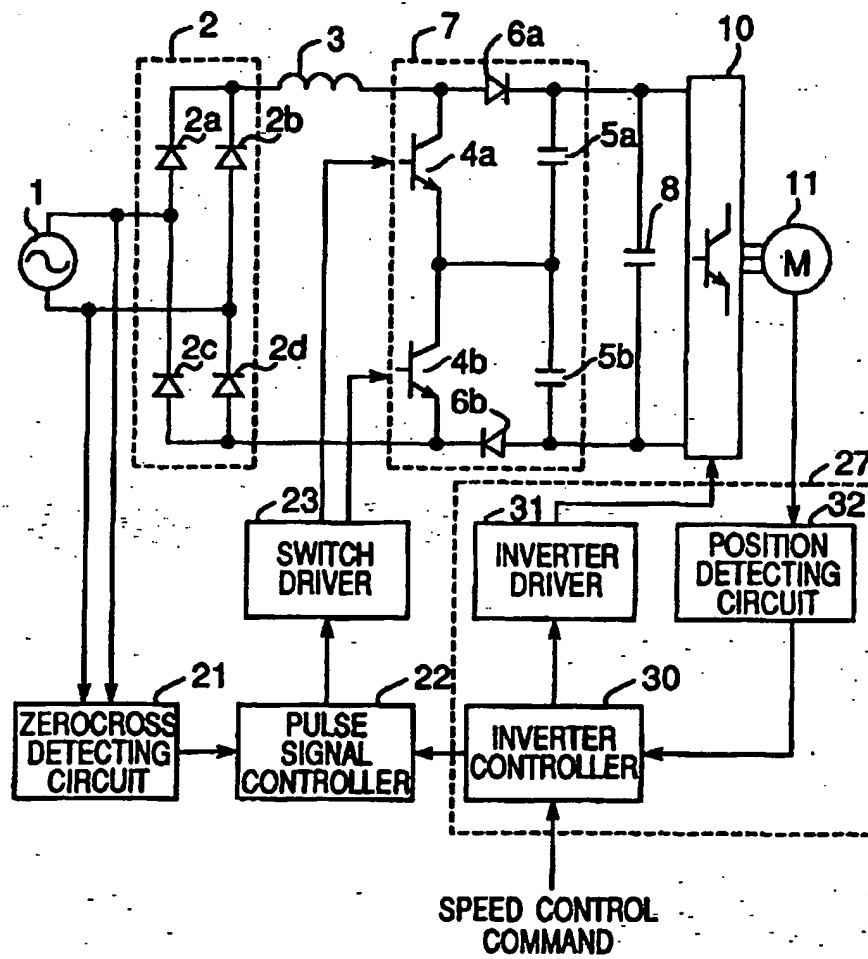 2
3
7
6a
10
2a
2b
4a
5a
8
11
1
M
2c
2d
4b
5b
6b
27
23
31
32
SWITCH
DRIVER
INVERTER
DRIVER
POSITION
DETECTING
CIRCUIT
21
22
30
ZEROCROSS
DETECTING
CIRCUIT
PULSE
SIGNAL
CONTROLLER
INVERTER
CONTROLLER
SPEED CONTROL
COMMAND